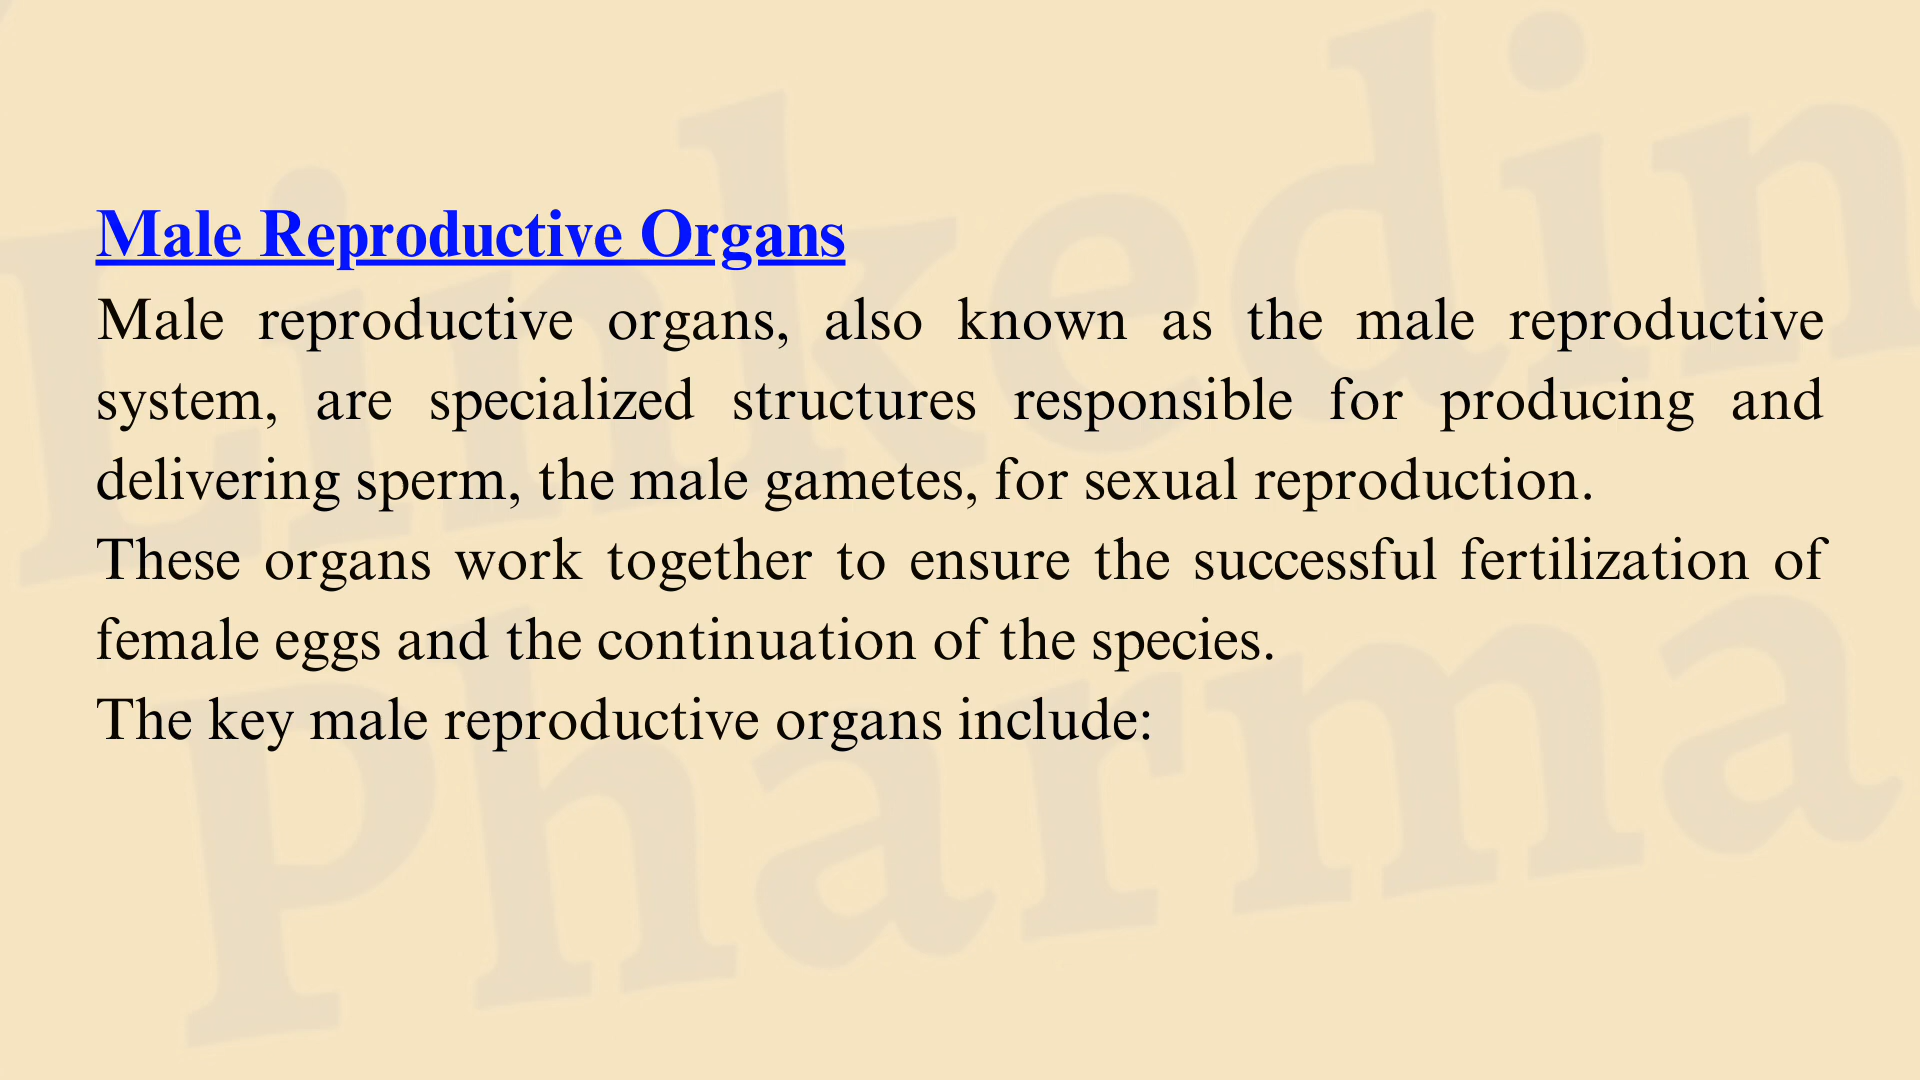 Male Reproductive Organs
Male reproductive organs, also known as the male reproductive
system, are specialized structures responsible for producing and
delivering sperm, the male gametes, for sexual reproduction.
These organs work together to ensure the successful fertilization of
female eggs and the continuation of the species.
The key male reproductive organs include:
Linkedin
Pharma